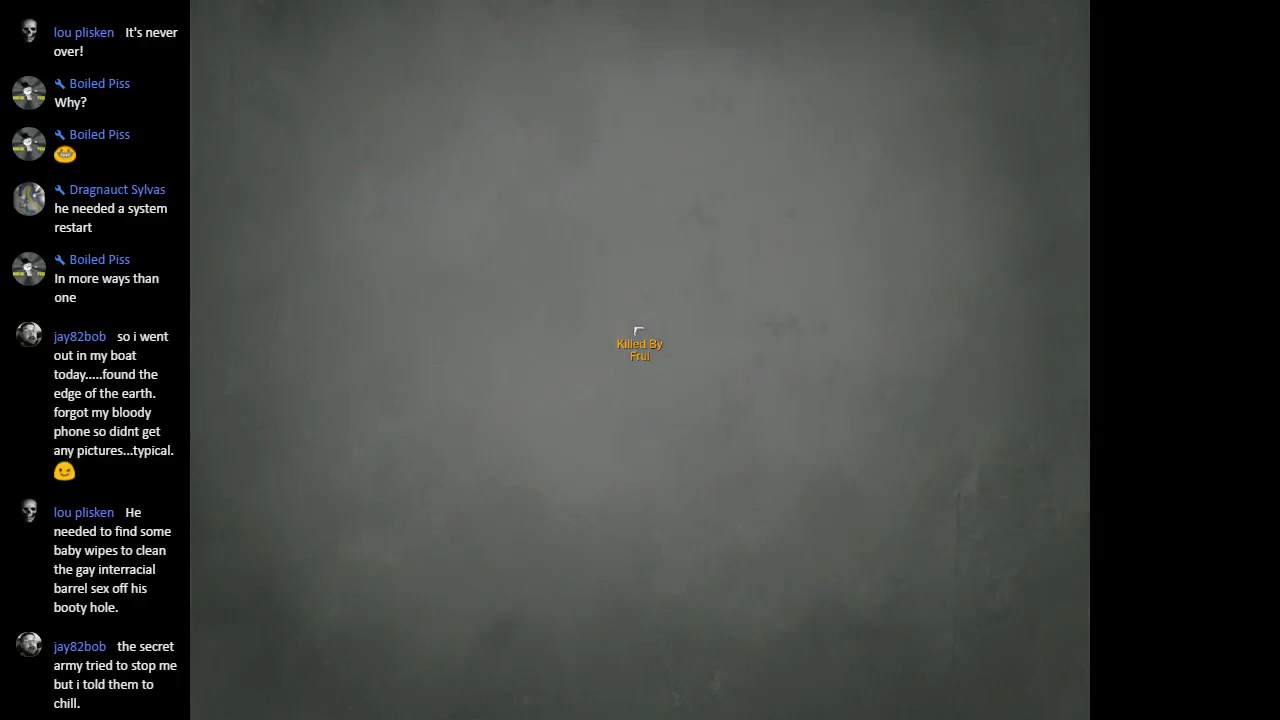 lou plisken It's never
over!
Boiled Piss
Why?
Boiled Piss
Dragnauct Sylvas
he needed a system
restart
Boiled Piss
In more ways than
one
jay82bob so i went
out in my boat
today.....found the
edge of the earth.
forgot my bloody
phone so didnt get
any pictures...typical.
lou plisken He
needed to find some
baby wipes to clean
the gay interracial
barrel sex off his
booty hole.
jay82bob the secret
army tried to stop me
but i told them to
chill.
Killed By
Frul